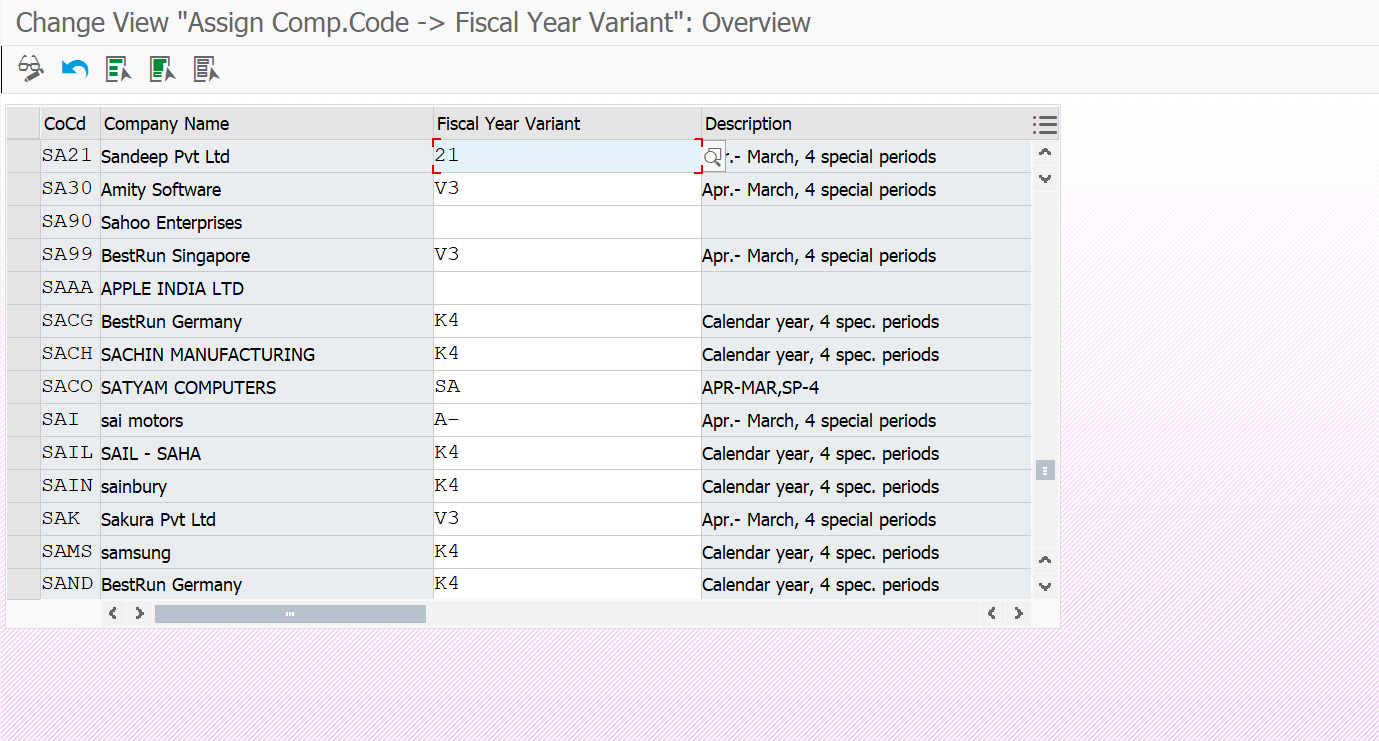 Change View "Assign Comp.Code -> Fiscal Year Variant": Overview
CoCd Company Name Fiscal Year Variant Description
SA21 Sandeep Pvt Ltd 21 r.- March, 4 special periods
SA30 Amity Software V3 Apr.- March, 4 special periods
SA90 Sahoo Enterprises
SA99 BestRun Singapore V3 Apr.- March, 4 special periods
SAAA APPLE INDIA LTD
SACG BestRun Germany K4 Calendar year, 4 spec. periods
SACH SACHIN MANUFACTURING K4 Calendar year, 4 spec. periods
SACO SATYAM COMPUTERS SA APR-MAR,SP-4
SAI sai motors A- Apr.- March, 4 special periods
SAIL SAIL - SAHA K4 Calendar year, 4 spec. periods
SAIN sainbury K4 Calendar year, 4 spec. periods
SAK Sakura Pvt Ltd V3 Apr.- March, 4 special periods
SAMS samsung K4 Calendar year, 4 spec. periods
SAND BestRun Germany K4 Calendar year, 4 spec. periods